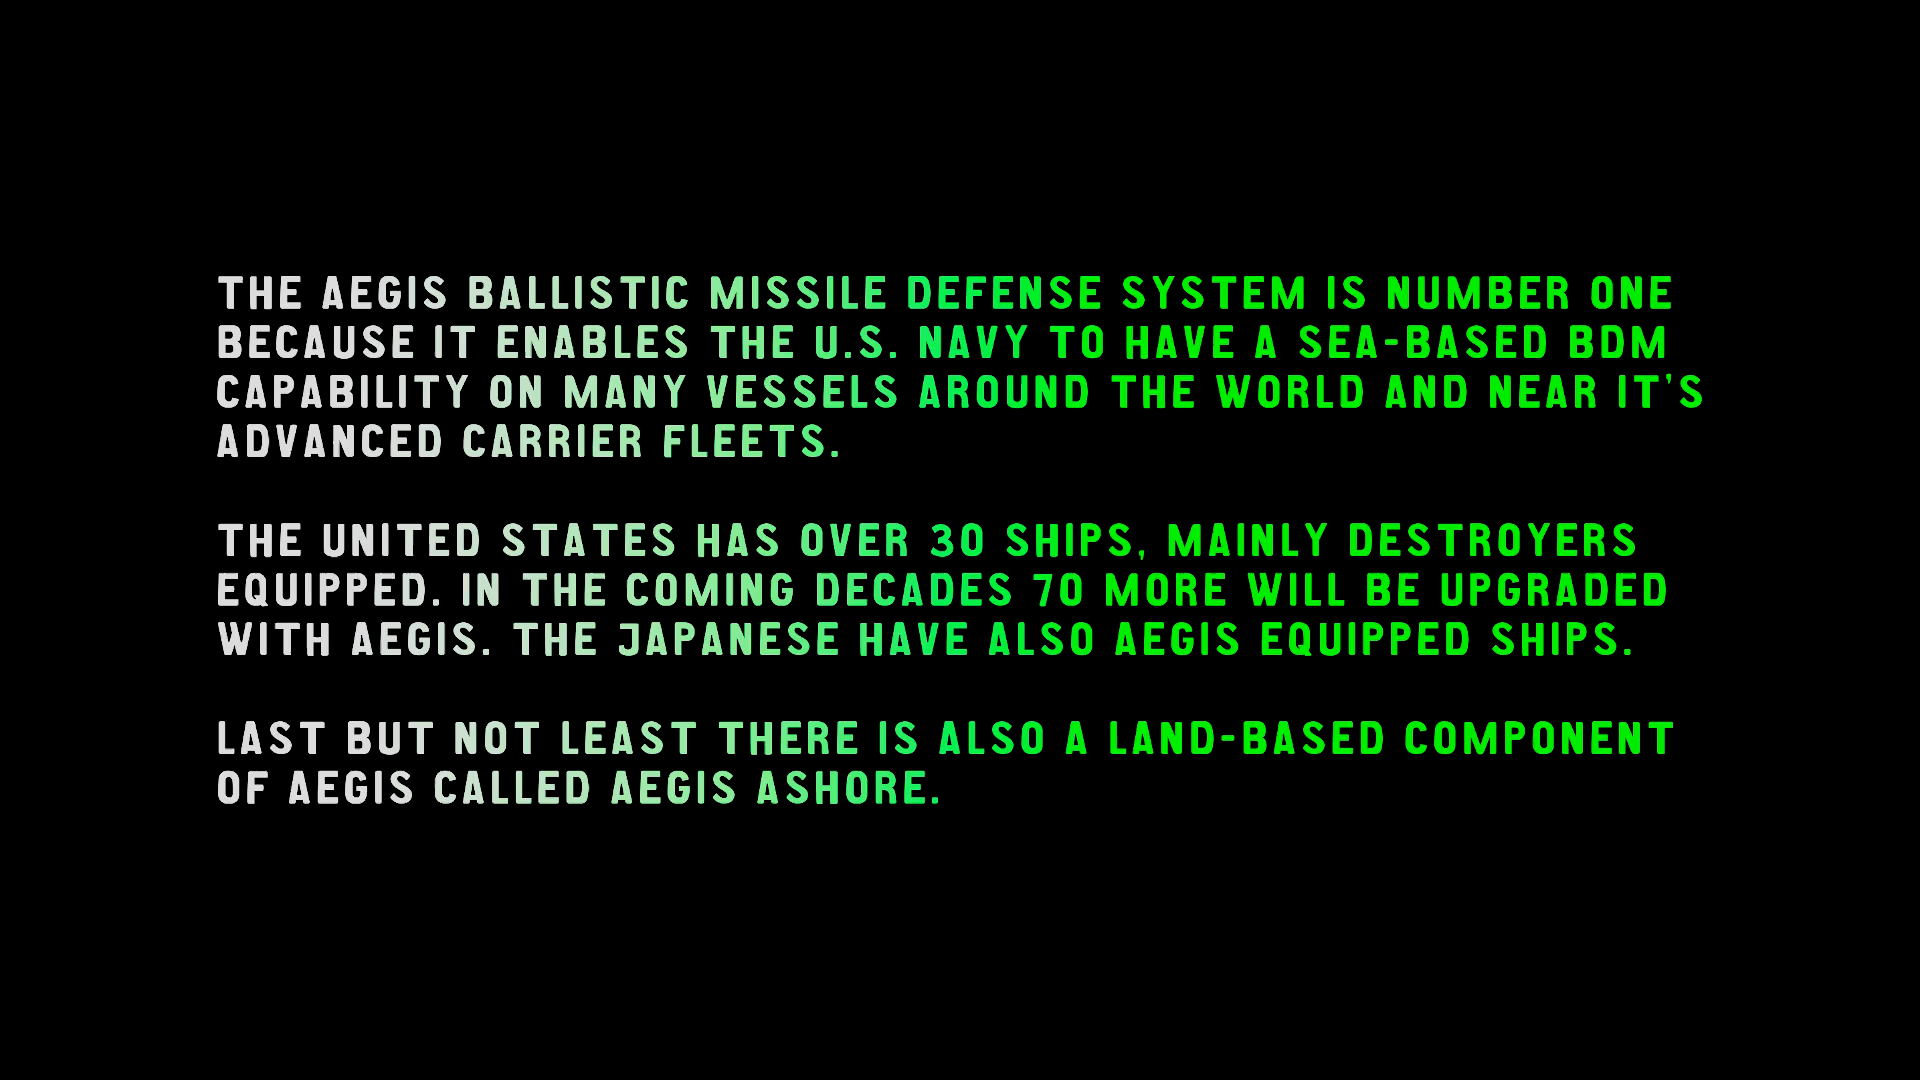 THE AEGIS BALLISTIC MISSILE DEFENSE SYSTEM IS NUMBER ONE
BECAUSE IT ENABLES THE U.S. NAVY TO HAVE A SEA-BASED BDM
CAPABILITY ON MANY VESSELS AROUND THE WORLD AND NEAR IT'S
ADVANCED CARRIER FLEETS.
THE UNITED STATES HAS OVER 30 SHIPS, MAINLY DESTROYERS
EQUIPPED. IN THE COMING DECADES 70 MORE WILL BE UPGRADED
WITH AEGIS. THE JAPANESE HAVE ALSO AEGIS EQUIPPED SHIPS.
LAST BUT NOT LEAST THERE IS ALSO A LAND-BASED COMPONENT
OF AEGIS CALLED AEGIS ASHORE.